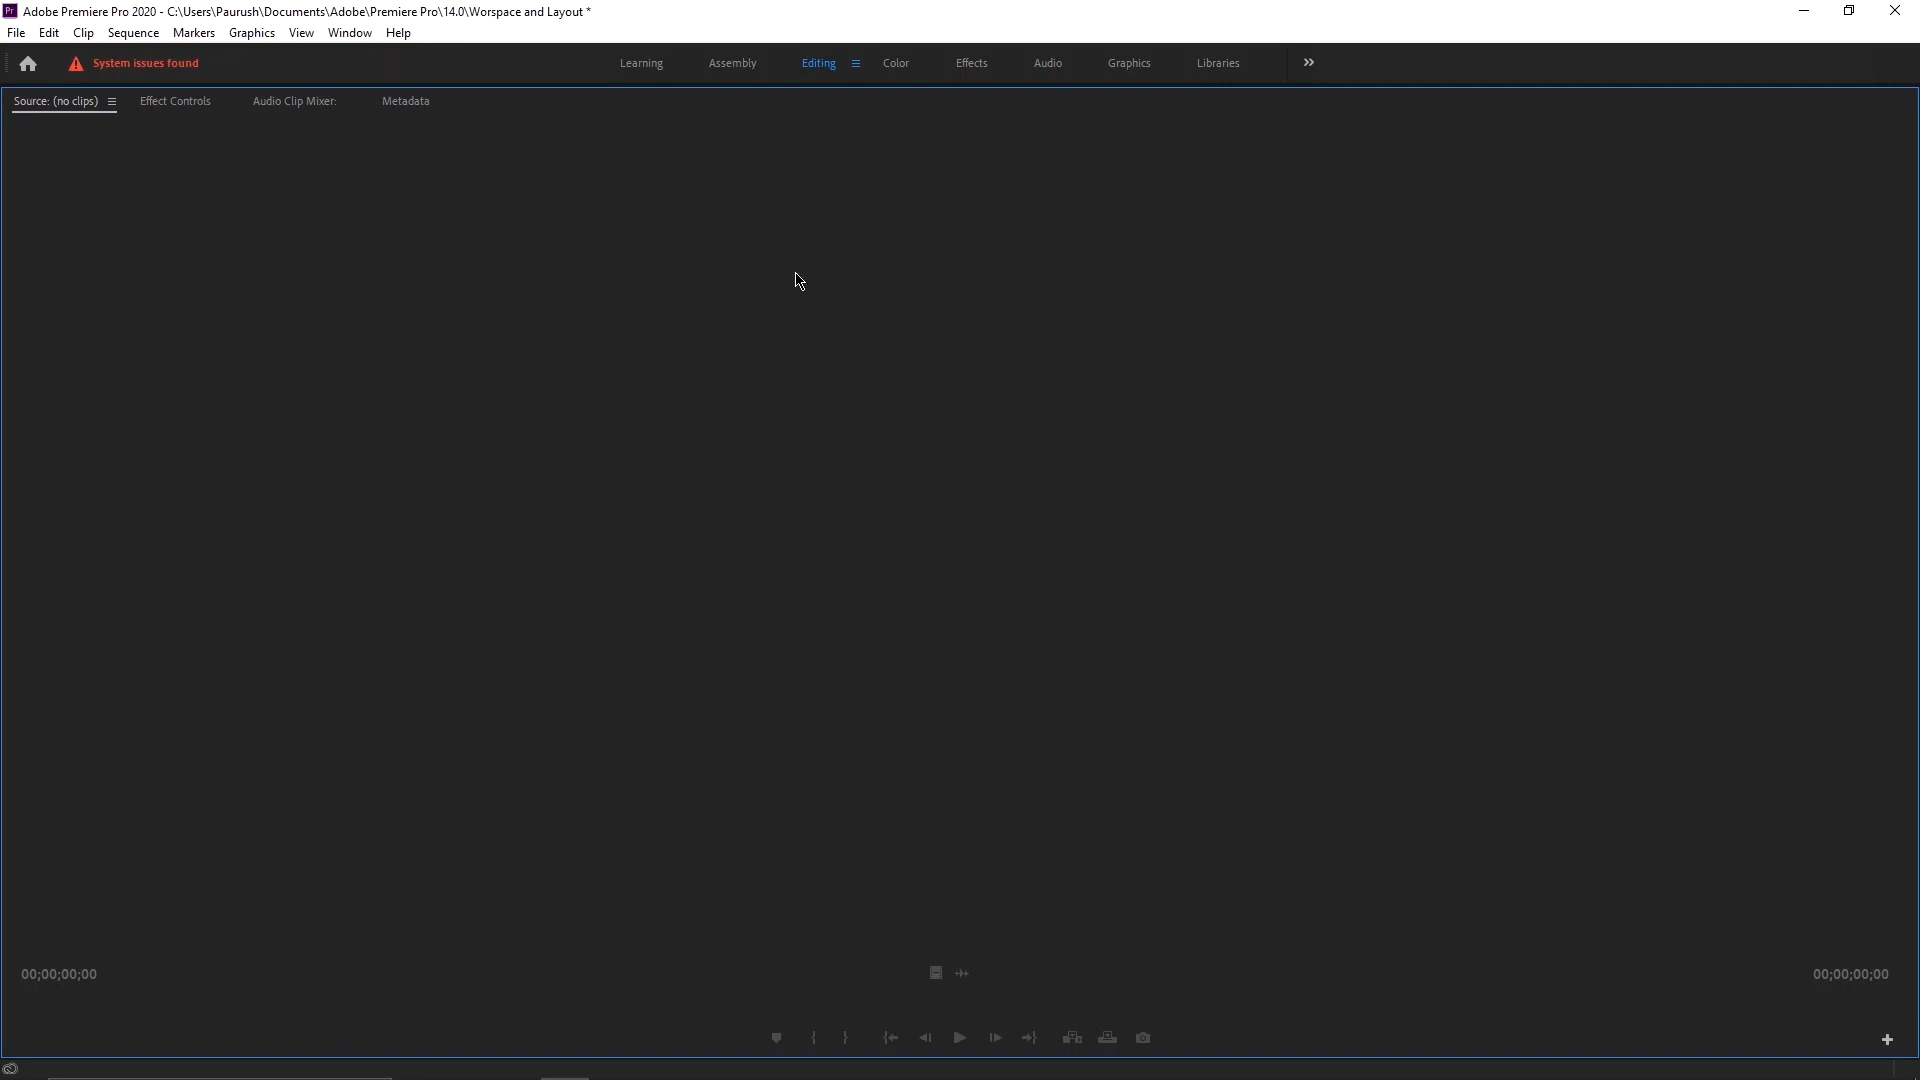 Pr Adobe Premiere Pro 2020 - C:\Users\Paurush\Documents\Adobe\Premiere Pro\14.0\Worspace and Layout *
File Edit Clip Sequence Markers Graphics View Window Help
System issues found Learning Assembly Editing Color Effects Audio Graphics Libraries
Source: (no clips) Effect Controls Audio Clip Mixer: Metadata
00;00;00;00 00;00;00;00